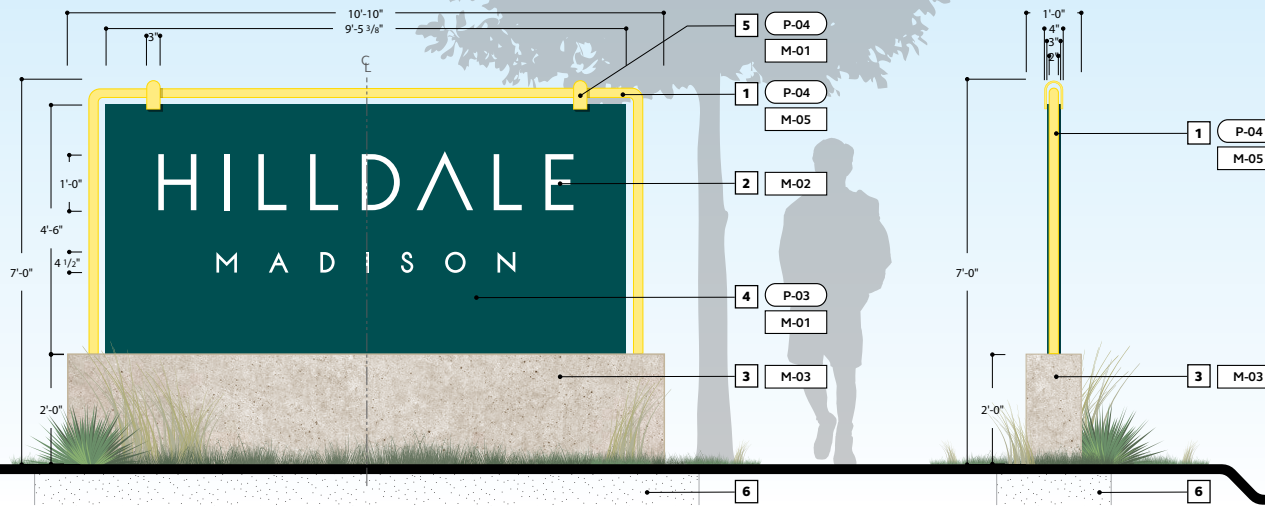 10'-10"
9'-5 3/8"
3"
CL
5 P-04
M-01
1 P-04
M-05
HILLDALE
MADISON
2 M-02
4 P-03
M-01
3 M-03
6
1'-0"
4'-6"
4 1/2"
7'-0"
2'-0"
1'-0"
4"
3"
2"
1 P-04
M-05
7'-0"
2'-0"
3 M-03
6